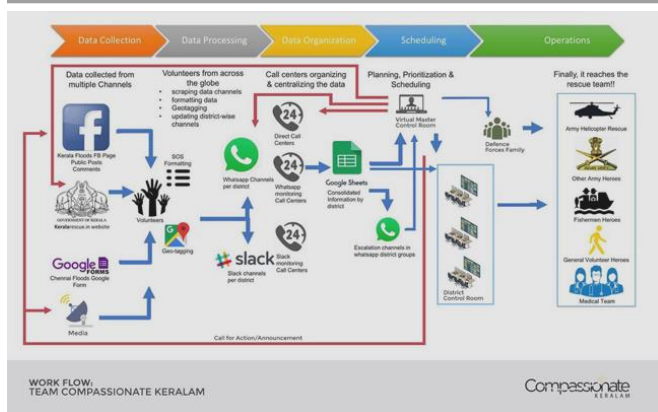 Data Collection
Data Processing
Data Organization
Scheduling
Operations
Data collected from
multiple Channels
Volunteers from across
the globe
• scraping data channels
• formatting data
• Geotagging
• updating district-wise
channels
Call centers organizing
& centralizing the data
Planning, Prioritization &
Scheduling
Finally, it reaches the
rescue team!!
Kerala Floods FB Page
Public Posts
Comments
SOS
Formatting
24
Direct Call
Centers
Virtual Master
Control Room
Defence
Forces Family
Army Helicopter Rescue
Whatsapp Channels
per district
24
Whatsapp
monitoring
Call Centers
Google Sheets
Consolidated
Information by
district
Other Army Heroes
GOVERNMENT OF KERALA
Keralarescue in website
Volunteers
Geo-tagging
Fishermen Heroes
Escalation channels in
whatsapp district groups
Google FORMS
Chennai Floods Google
Form
slack
Slack channels
per district
24
Slack
monitoring
Call Centers
General Volunteer Heroes
District
Control Room
Medical Team
Media
Call for Action/Announcement
WORK FLOW:
TEAM COMPASSIONATE KERALAM
Compassionate
KERALAM